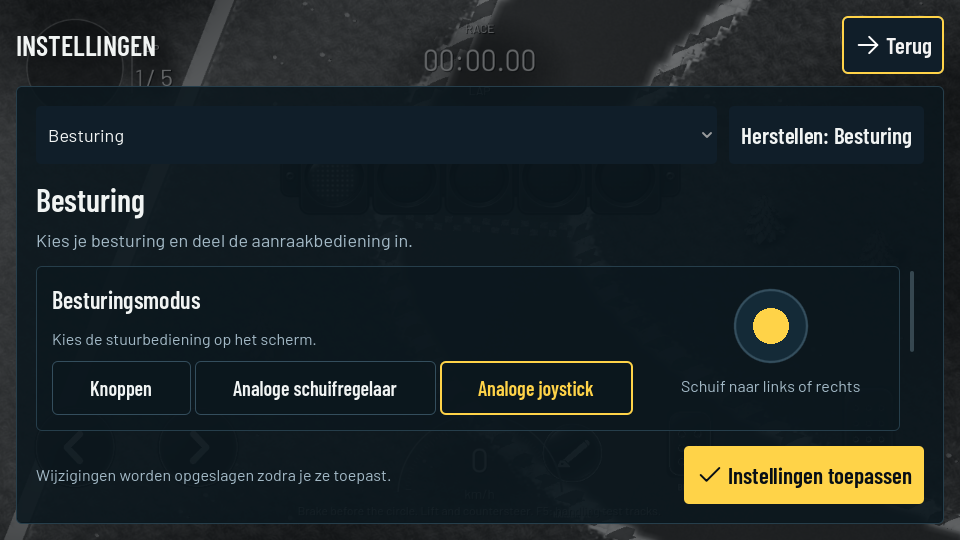 INSTELLINGEN
RACE
00:00.00
1/5
Terug
Besturing
Herstellen: Besturing
Besturing
Kies je besturing en deel de aanraakbediening in.
Besturingsmodus
Kies de stuurbediening op het scherm.
Knoppen
Analoge schuifregelaar
Analoge joystick
Schuif naar links of rechts
0
km/h
Wijzigingen worden opgeslagen zodra je ze toepast.
Instellingen toepassen